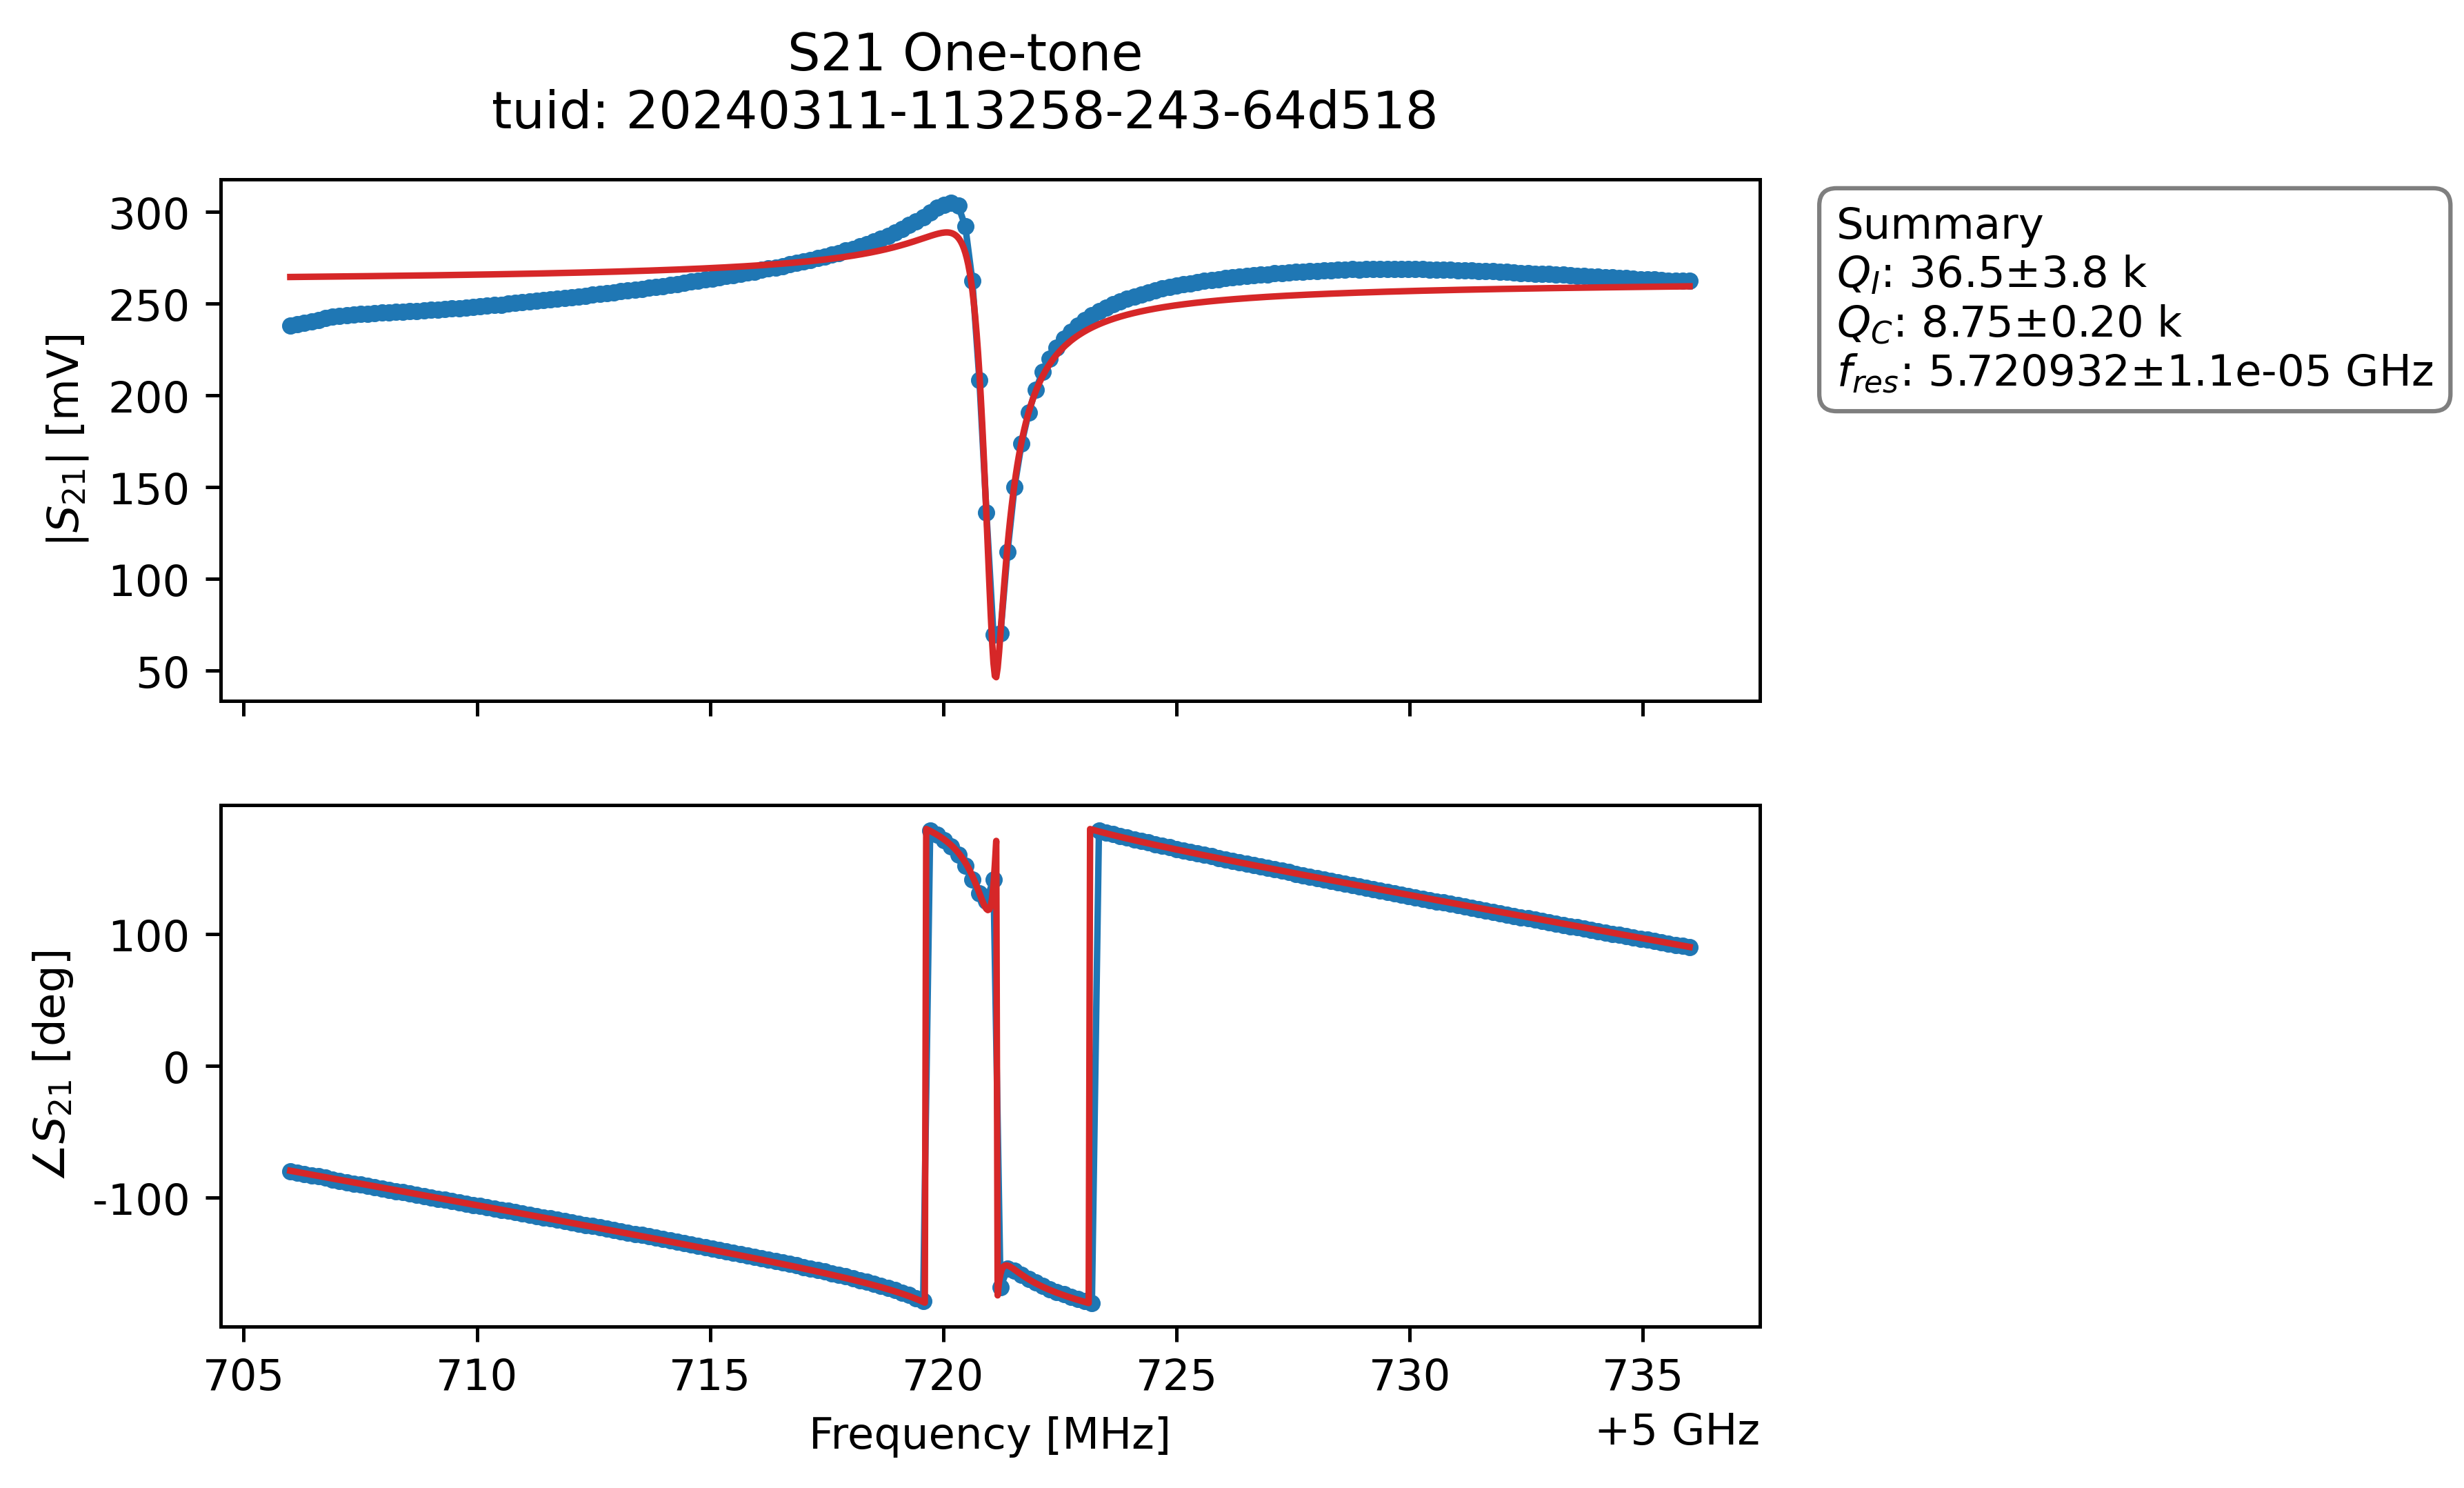 S21 One-tone
tuid: 20240311-113258-243-64d518
300
250
200
150
100
50
|S21| [mV]
Summary
Ql: 36.5±3.8 k
QC: 8.75±0.20 k
fres: 5.720932±1.1e-05 GHz
100
0
-100
∠S21 [deg]
705 710 715 720 725 730 735
Frequency [MHz]
+5 GHz